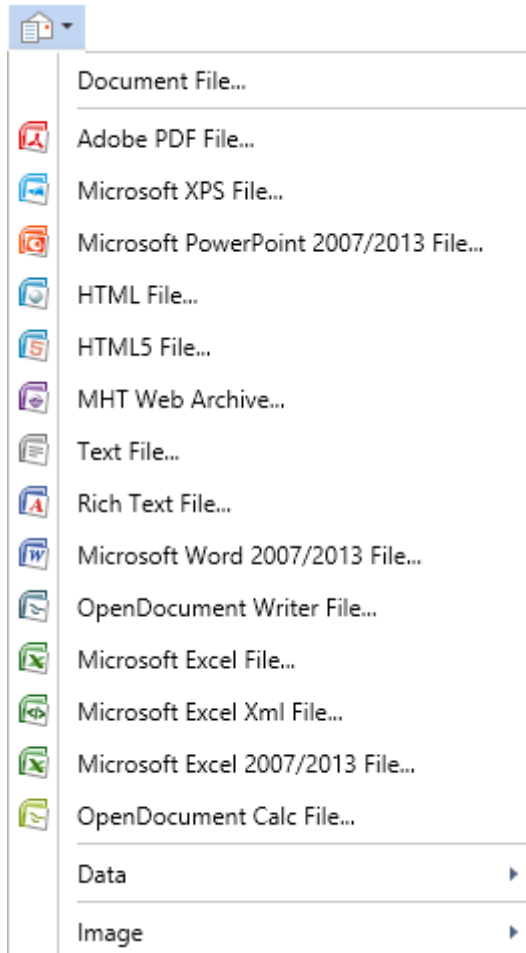 Document File...
Adobe PDF File...
Microsoft XPS File...
Microsoft PowerPoint 2007/2013 File...
HTML File...
HTML5 File...
MHT Web Archive...
Text File...
Rich Text File...
Microsoft Word 2007/2013 File...
OpenDocument Writer File...
Microsoft Excel File...
Microsoft Excel Xml File...
Microsoft Excel 2007/2013 File...
OpenDocument Calc File...
Data
Image